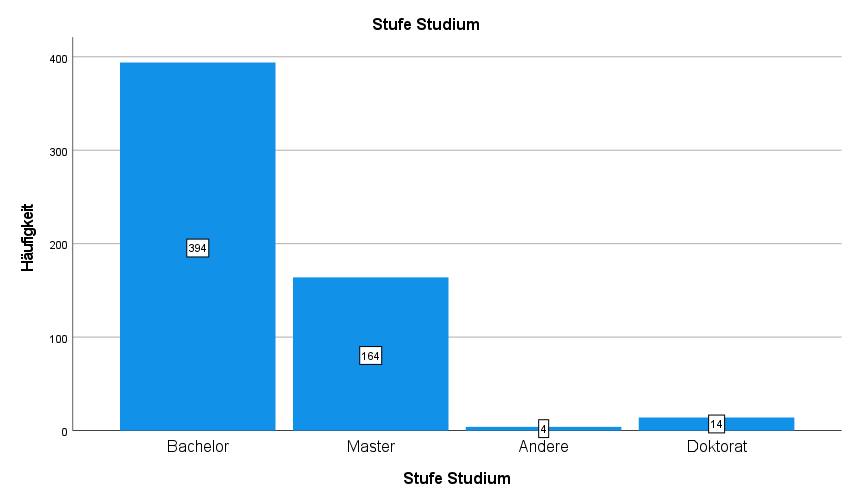 Stufe Studium
Häufigkeit
400
300
200
100
0
394
164
4
14
Bachelor
Master
Andere
Doktorat
Stufe Studium